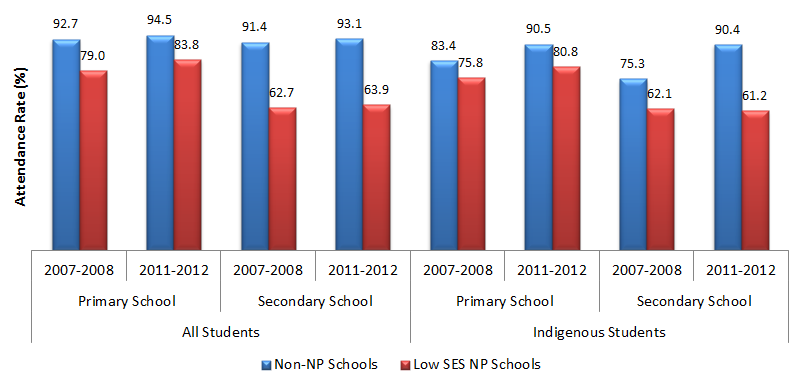 94.5
92.7 91.4 93.1
90.5 90.4
83.8 83.4
79.0 80.8
75.8 75.3
62.7 63.9 62.1 61.2
Attendance Rate (%)
2007-2008 2011-2012 2007-2008 2011-2012 2007-2008 2011-2012 2007-2008 2011-2012
Primary School Secondary School Primary School Secondary School
All Students Indigenous Students
Non-NP Schools Low SES NP Schools